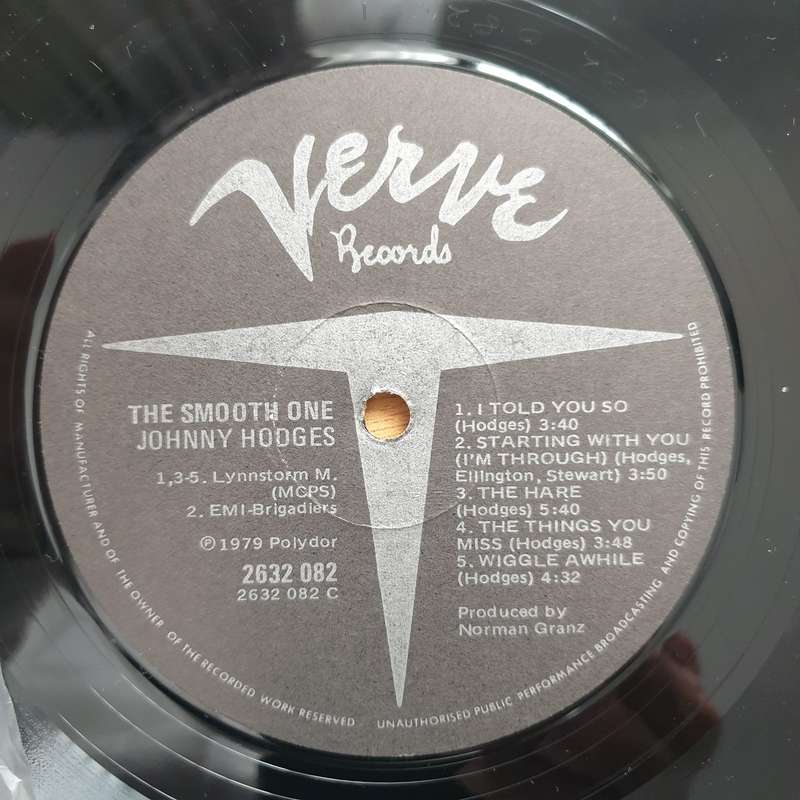 Verve
Records
THE SMOOTH ONE
JOHNNY HODGES
1,3-5. Lynnstorm M.
(MCPS)
2. EMI-Brigadiers
℗1979 Polydor
2632 082
2632 082 C
1. I TOLD YOU SO
(Hodges) 3:40
2. STARTING WITH YOU
(I'M THROUGH) (Hodges,
Ellington, Stewart) 3:50
3. THE HARE
(Hodges) 5:40
4. THE THINGS YOU
MISS (Hodges) 3:48
5. WIGGLE AWHILE
(Hodges) 4:32
Produced by
Norman Granz
ALL RIGHTS OF MANUFACTURER AND OF THE OWNER OF THE RECORDED WORK RESERVED UNAUTHORISED PUBLIC PERFORMANCE BROADCASTING AND COPYING OF THIS RECORD PROHIBITED